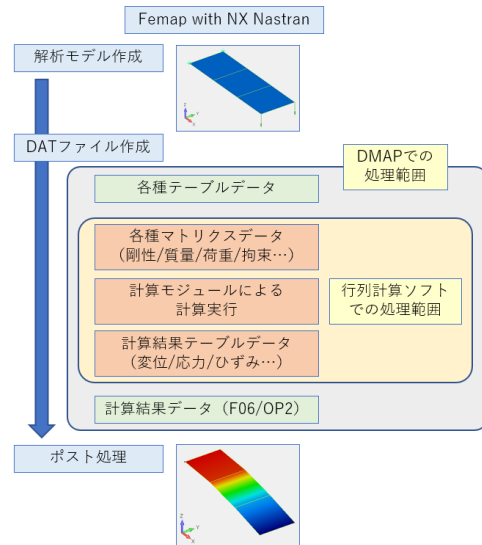 Femap with NX Nastran
解析モデル作成
DATファイル作成
DMAPでの
処理範囲
各種テーブルデータ
各種マトリクスデータ
（剛性/質量/荷重/拘束…）
計算モジュールによる
計算実行
行列計算ソフト
での処理範囲
計算結果テーブルデータ
（変位/応力/ひずみ…）
計算結果データ（F06/OP2）
ポスト処理